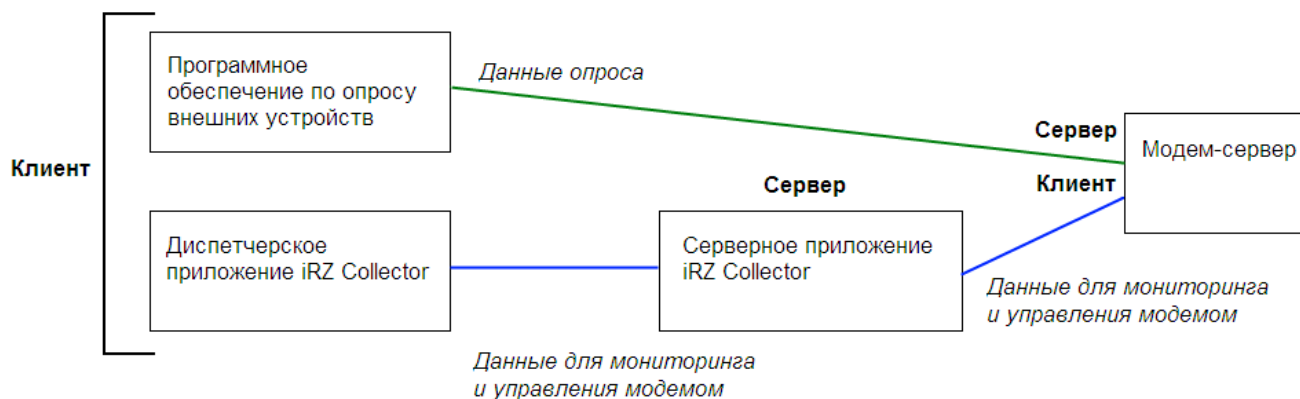 Программное
обеспечение по опросу
внешних устройств
Данные опроса
Сервер
Модем-сервер
Клиент
Клиент
Сервер
Диспетчерское
приложение iRZ Collector
Серверное приложение
iRZ Collector
Данные для мониторинга
и управления модемом
Данные для мониторинга
и управления модемом